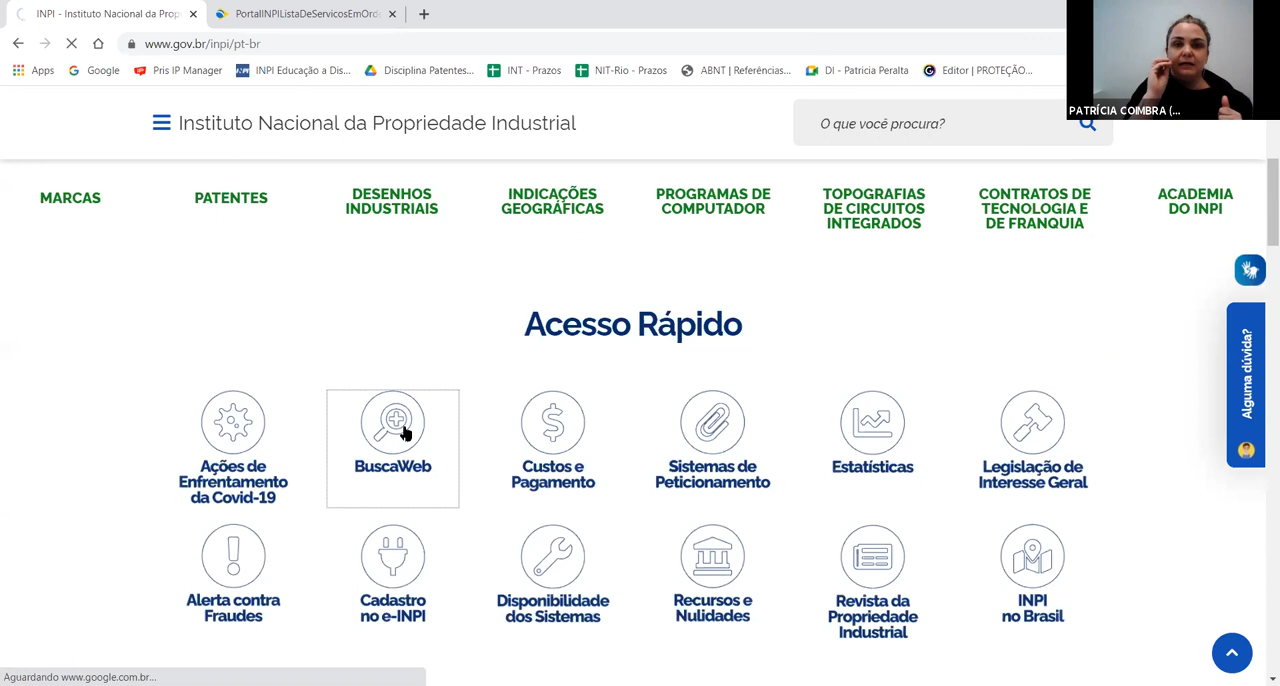 INPI - Instituto Nacional da Prop
PortalINPIListaDeServicosEmOrde
www.gov.br/inpi/pt-br
Apps
Google
Pris IP Manager
INPI Educação a Dis...
Disciplina Patentes...
INT - Prazos
NIT-Rio - Prazos
ABNT | Referências...
DI - Patricia Peralta
Editor | PROTEÇÃO...
PATRÍCIA COIMBRA (...
Instituto Nacional da Propriedade Industrial
O que você procura?
MARCAS
PATENTES
DESENHOS
INDUSTRIAIS
INDICAÇÕES
GEOGRÁFICAS
PROGRAMAS DE
COMPUTADOR
TOPOGRAFIAS
DE CIRCUITOS
INTEGRADOS
CONTRATOS DE
TECNOLOGIA E
DE FRANQUIA
ACADEMIA
DO INPI
Acesso Rápido
Ações de
Enfrentamento
da Covid-19
BuscaWeb
Custos e
Pagamento
Sistemas de
Peticionamento
Estatísticas
Legislação de
Interesse Geral
Alerta contra
Fraudes
Cadastro
no e-INPI
Disponibilidade
dos Sistemas
Recursos e
Nulidades
Revista da
Propriedade
Industrial
INPI
no Brasil
Alguma dúvida?
Aguardando www.google.com.br...